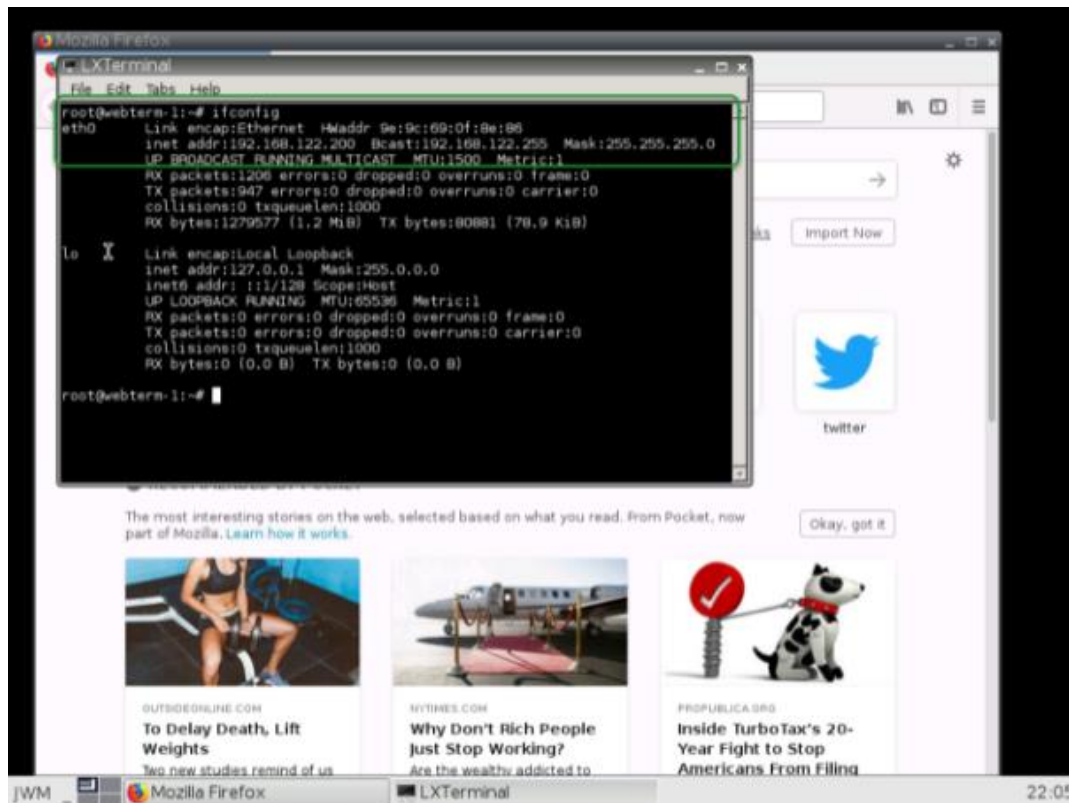 Mozilla Firefox
LXTerminal
File Edit Tabs Help
root@webterm-1:~# ifconfig
eth0 Link encap:Ethernet HWaddr 9e:9c:69:0f:8e:86
inet addr:192.168.122.200 Bcast:192.168.122.255 Mask:255.255.255.0
UP BROADCAST RUNNING MULTICAST MTU:1500 Metric:1
RX packets:1206 errors:0 dropped:0 overruns:0 frame:0
TX packets:947 errors:0 dropped:0 overruns:0 carrier:0
collisions:0 txqueuelen:1000
RX bytes:1279577 (1.2 MiB) TX bytes:80881 (78.9 KiB)
lo Link encap:Local Loopback
inet addr:127.0.0.1 Mask:255.0.0.0
inet6 addr: ::1/128 Scope:Host
UP LOOPBACK RUNNING MTU:65536 Metric:1
RX packets:0 errors:0 dropped:0 overruns:0 frame:0
TX packets:0 errors:0 dropped:0 overruns:0 carrier:0
collisions:0 txqueuelen:1000
RX bytes:0 (0.0 B) TX bytes:0 (0.0 B)
root@webterm-1:~#
Import Now
twitter
The most interesting stories on the web, selected based on what you read. From Pocket, now
part of Mozilla. Learn how it works.
Okay, got it
OUTSIDEONLINE.COM
To Delay Death, Lift
Weights
Two new studies remind of us
NYTIMES.COM
Why Don't Rich People
Just Stop Working?
Are the wealthy addicted to
PROPUBLICA.ORG
Inside TurboTax's 20-
Year Fight to Stop
Americans From Filing
JWM
Mozilla Firefox
LXTerminal
22:05